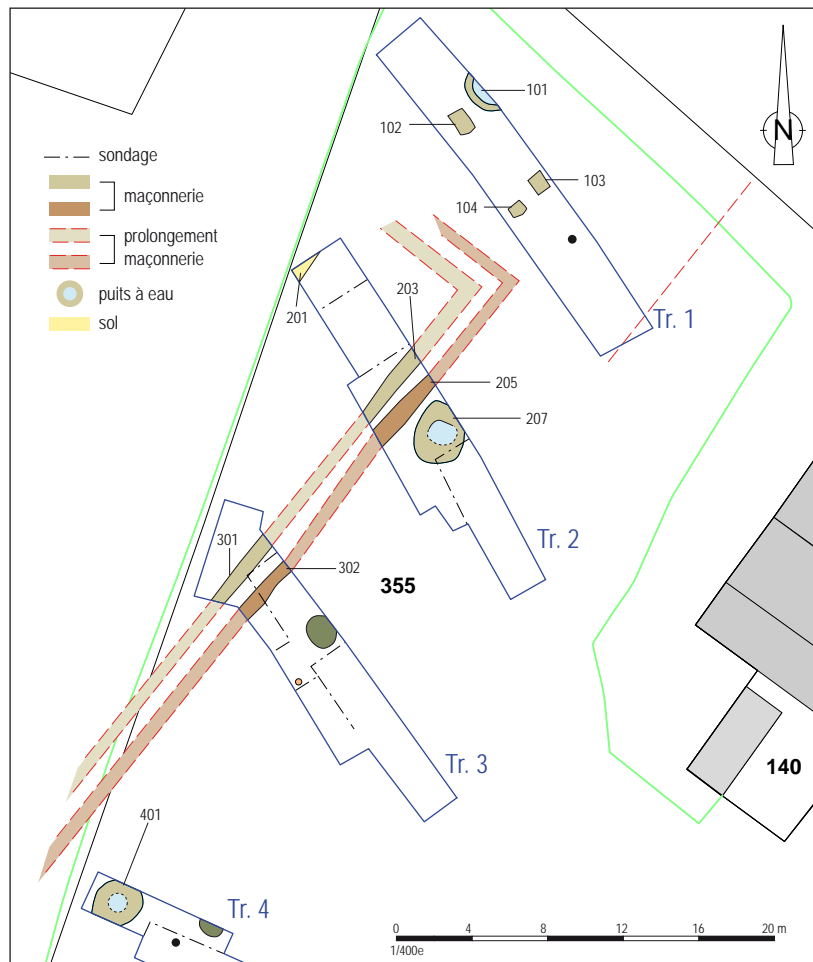 N
sondage
maçonnerie
prolongement
maçonnerie
puits à eau
sol
101
102
103
104
Tr. 1
201
203
205
207
Tr. 2
301
302
355
Tr. 3
140
401
Tr. 4
0 4 8 12 16 20 m
1/400e